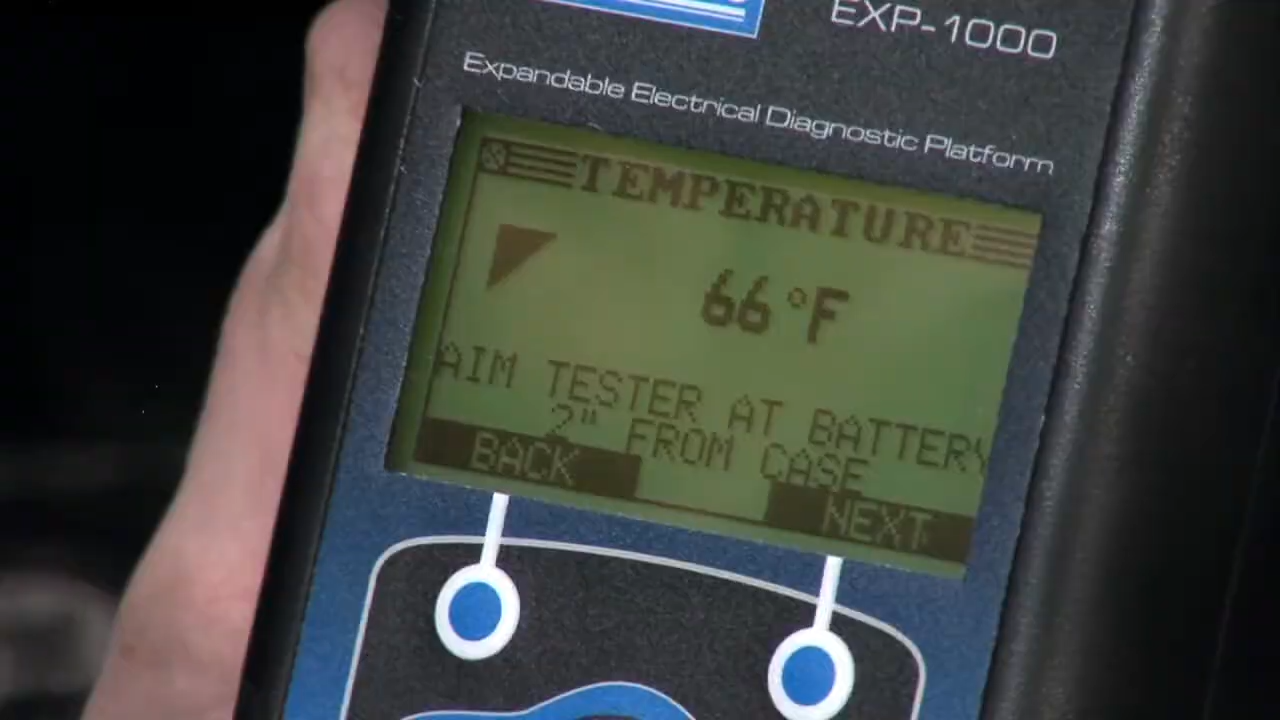 EXP-1000
Expandable Electrical Diagnostic Platform
TEMPERATURE
66°F
AIM TESTER AT BATTERY
2" FROM CASE
BACK
NEXT